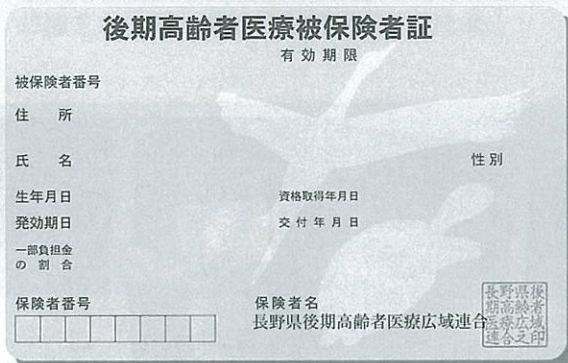 後期高齢者医療被保険者証
有効期限
被保険者番号
住 所
氏 名 性別
生年月日 資格取得年月日
発効期日 交付年月日
一部負担金
の割合
保険者番号 保険者名
長野県後期高齢者医療広域連合
長野県後
期高齢者
医療広域
連合之印